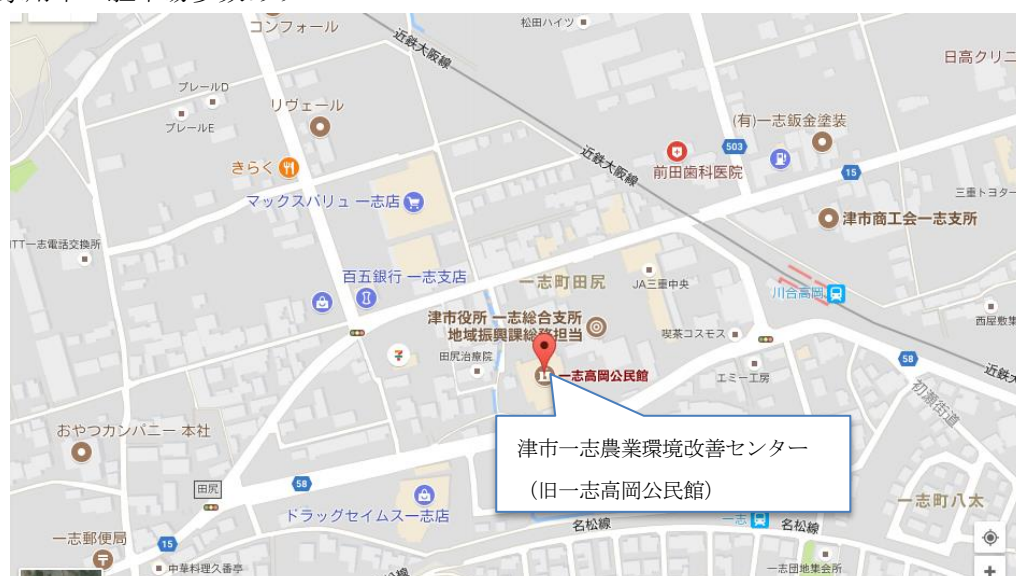 コンフォール
松田ハイツ
近鉄大阪線
日高クリニ
プレールD
プレールE
リヴェール
(有)一志鈑金塗装
503
前田歯科医院
近鉄大阪線
15
きらく
マックスバリュ 一志店
三重トヨター
津市商工会一志支所
NTT一志電話交換所
百五銀行 一志支店
一志町田尻
JA三重中央
川合高岡
津市役所 一志総合支所
地域振興課総務担当
喫茶コスモス
西屋敷集
田尻治療院
一志高岡公民館
エミー工房
58
近鉄大
初瀬街道
おやつカンパニー 本社
津市一志農業環境改善センター
（旧一志高岡公民館）
田尻
58
ドラッグセイムス一志店
一志町八太
名松線
一志
名松線
一志郵便局
15
中華料理久番亭
一志団地集会所